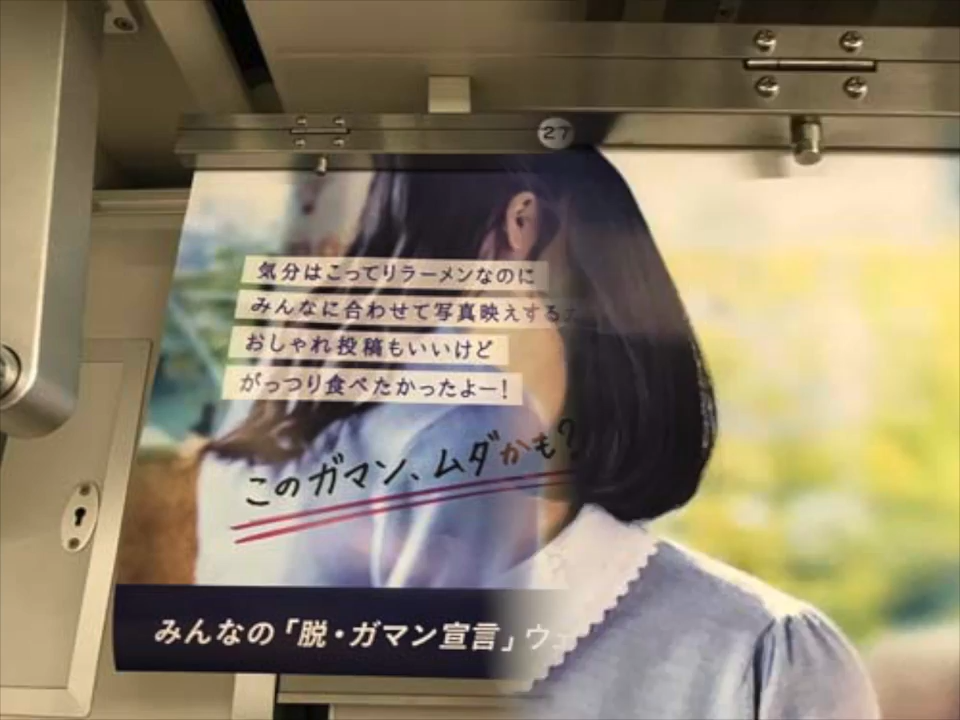 27
気分はこってりラーメンなのに
みんなに合わせて写真映えする
おしゃれ投稿もいいけど
がっつり食べたかったよー!
このガマン、ムダかも?
みんなの「脱・ガマン宣言」